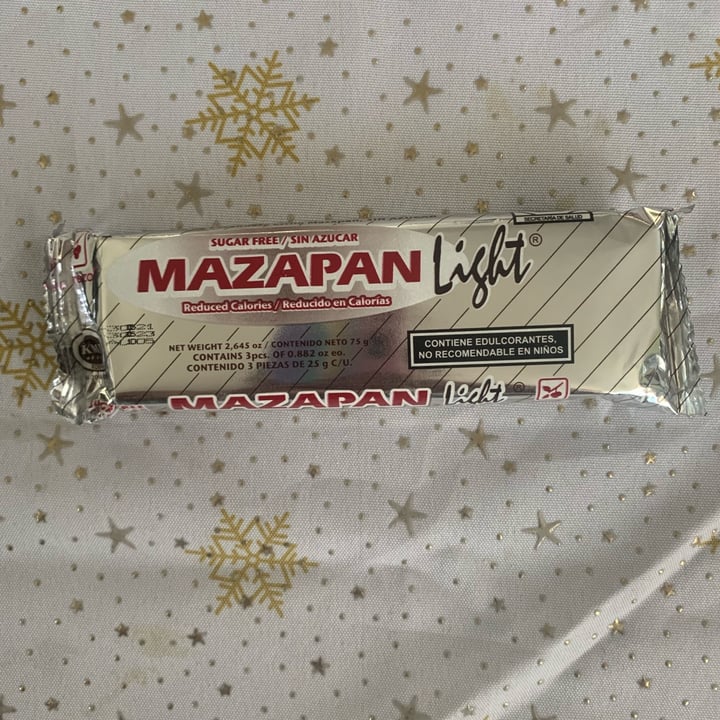 SECRETARÍA DE SALUD
SUGAR FREE / SIN AZUCAR
MAZAPAN Light®
Reduced Calories / Reducido en Calorías
NET WEIGHT 2,645 oz / CONTENIDO NETO 75 g
CONTAINS 3pcs. OF 0.882 oz eo.
CONTENIDO 3 PIEZAS DE 25 g C/U.
CONTIENE EDULCORANTES,
NO RECOMENDABLE EN NIÑOS
MAZAPAN Light®